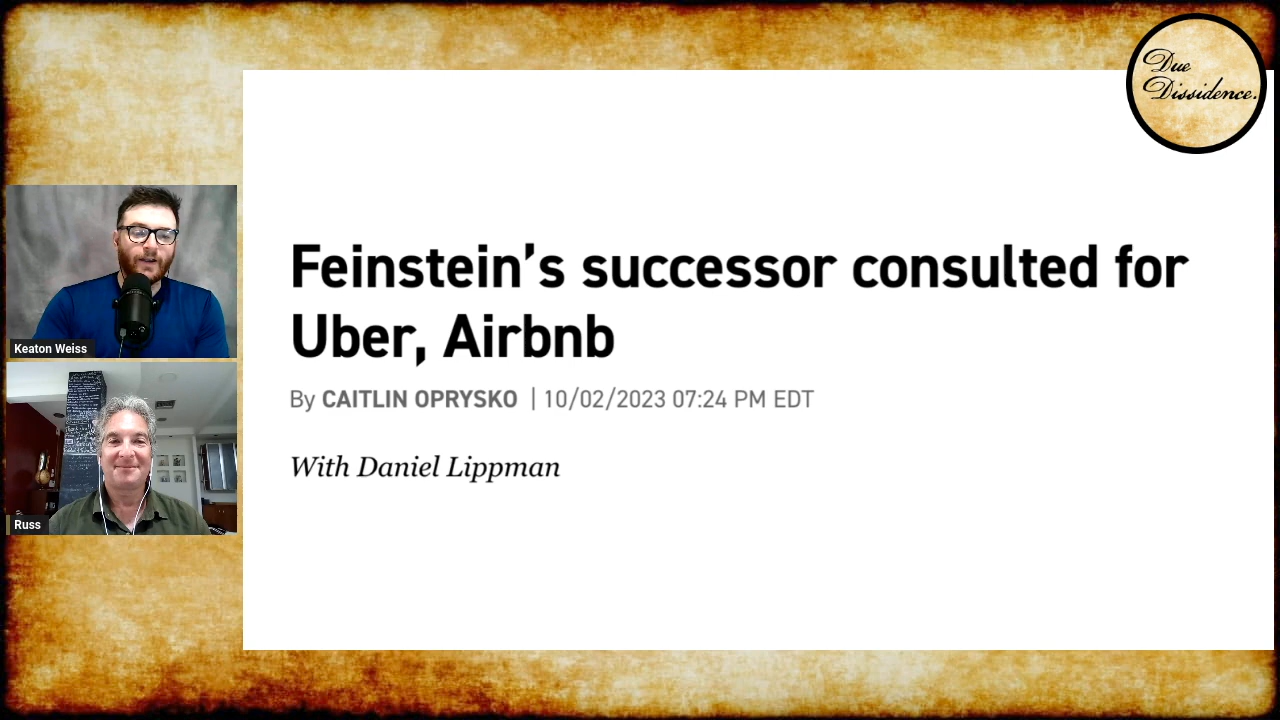 Due
Dissidence.
Feinstein’s successor consulted for
Uber, Airbnb
By CAITLIN OPRYSKO | 10/02/2023 07:24 PM EDT
With Daniel Lippman
Keaton Weiss
Russ